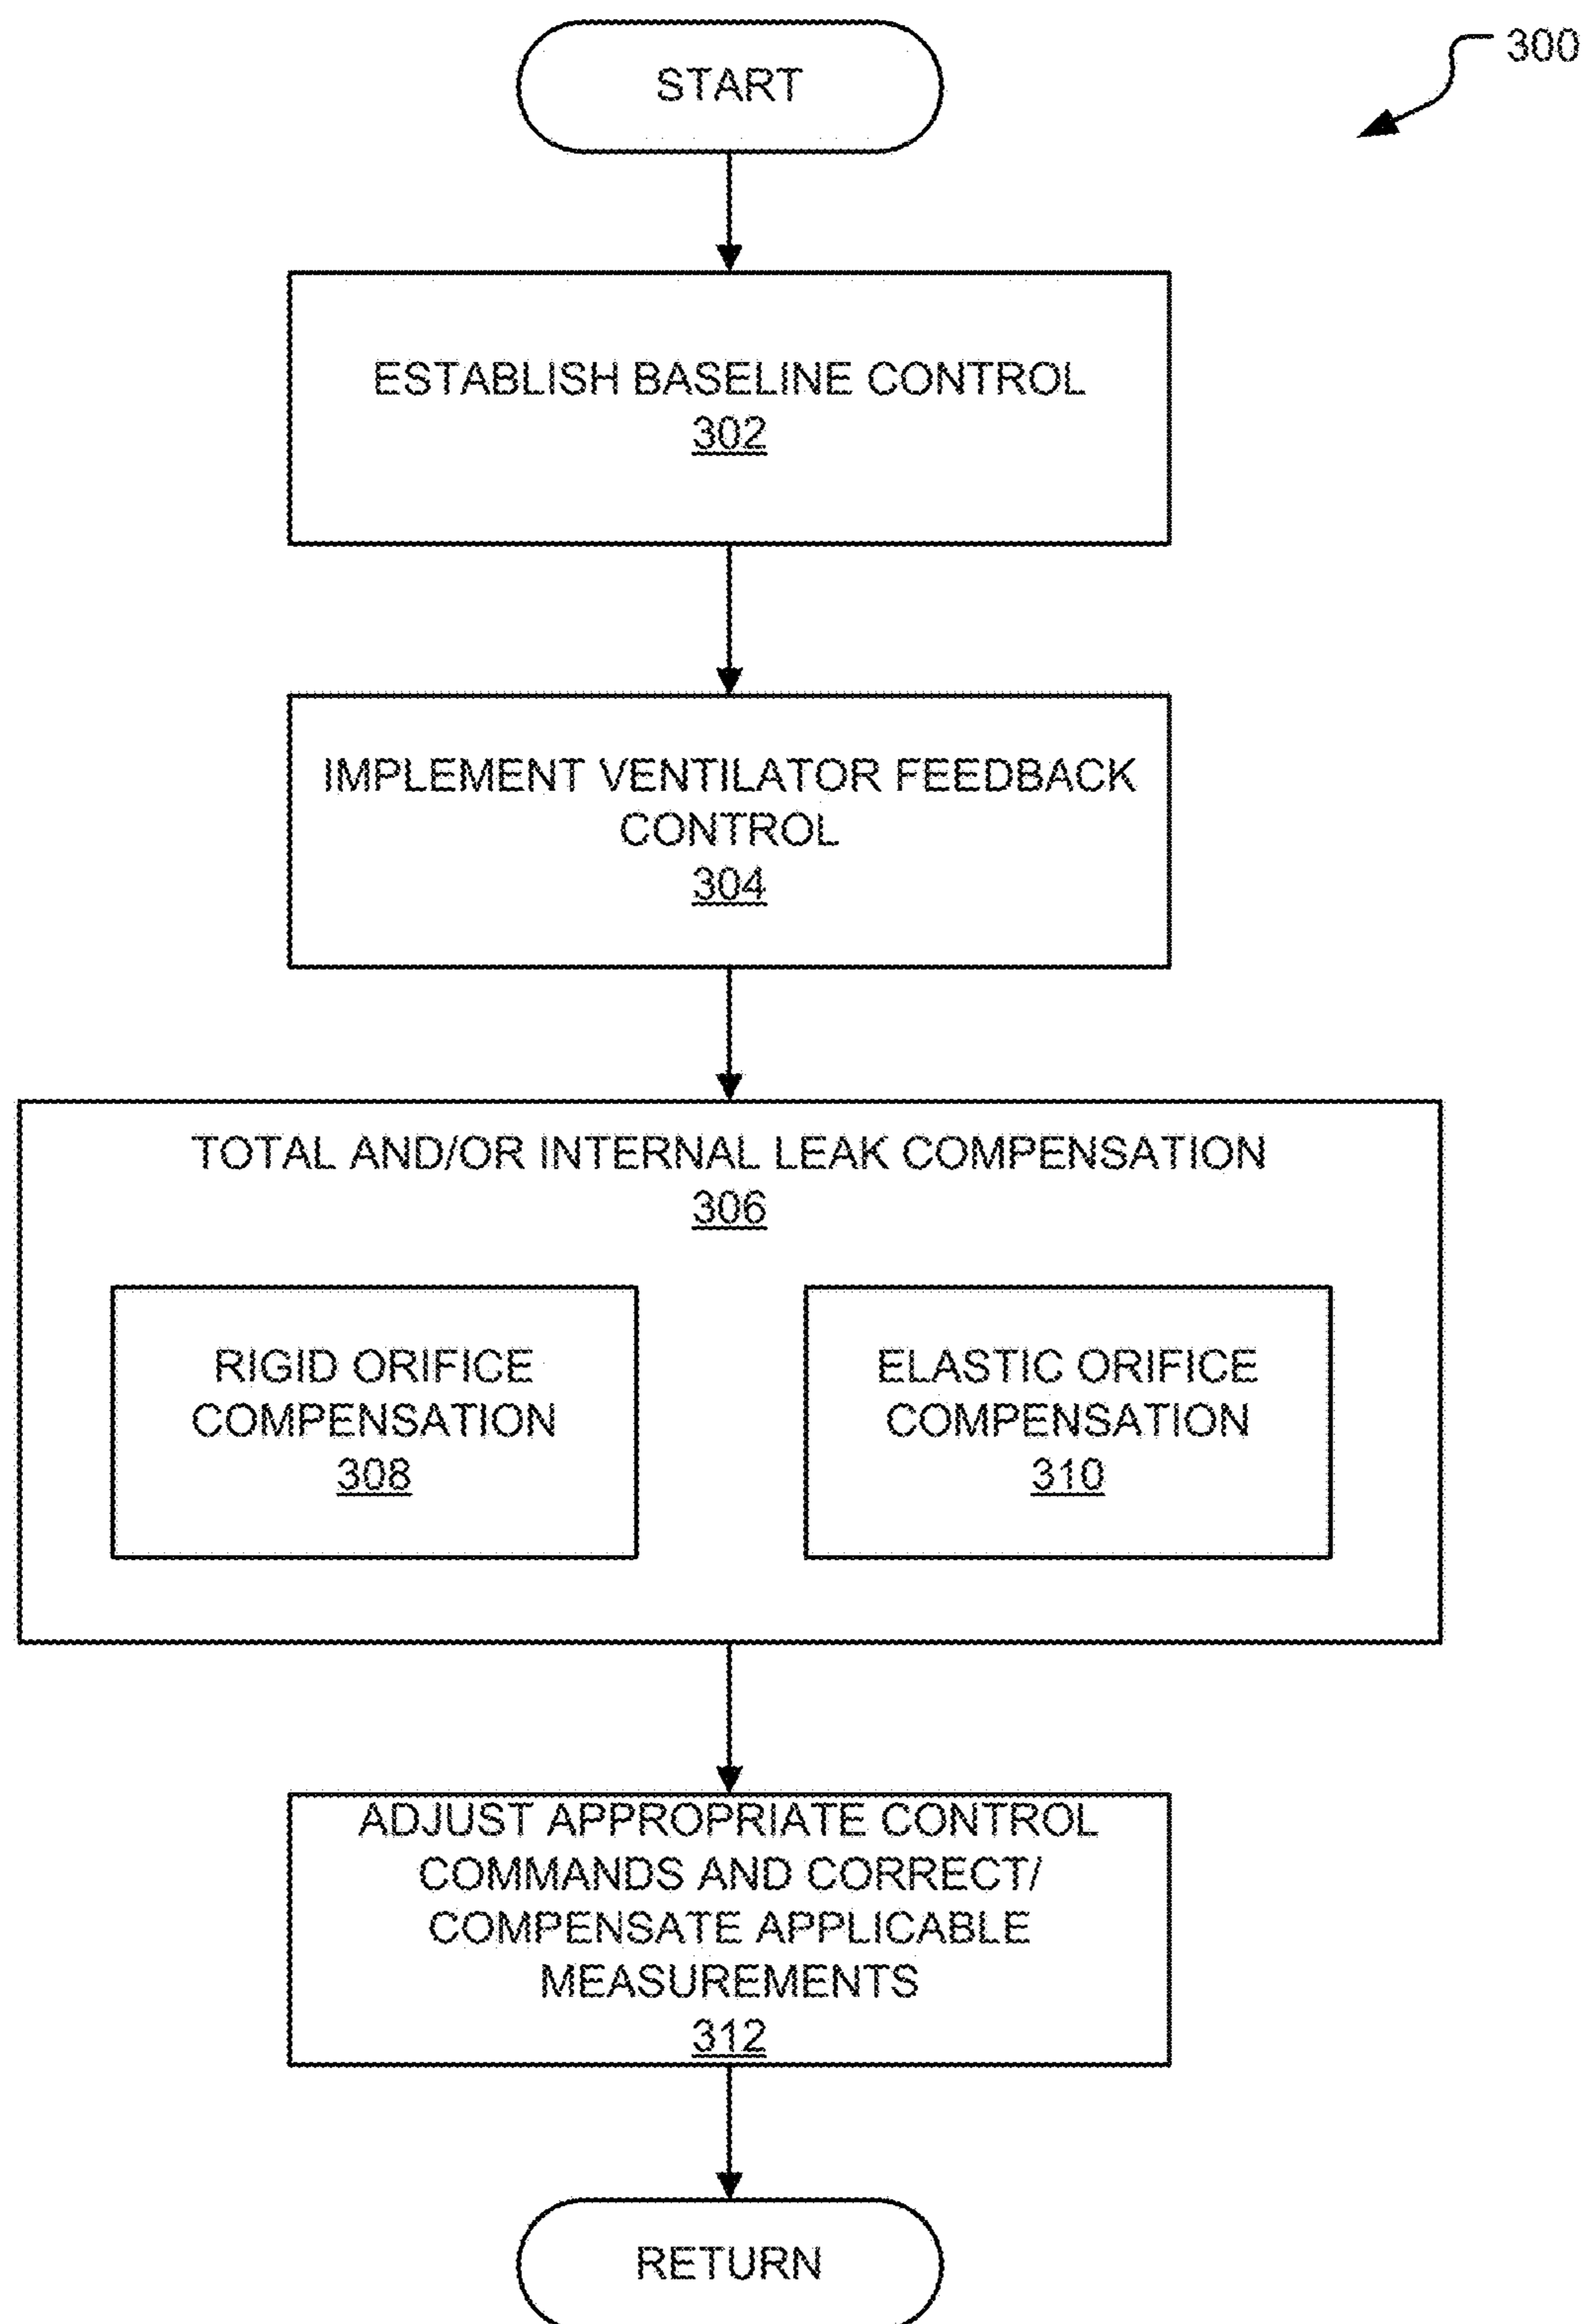 START
300
ESTABLISH BASELINE CONTROL
302
IMPLEMENT VENTILATOR FEEDBACK
CONTROL
304
TOTAL AND/OR INTERNAL LEAK COMPENSATION
306
RIGID ORIFICE
COMPENSATION
308
ELASTIC ORIFICE
COMPENSATION
310
ADJUST APPROPRIATE CONTROL
COMMANDS AND CORRECT/
COMPENSATE APPLICABLE
MEASUREMENTS
312
RETURN